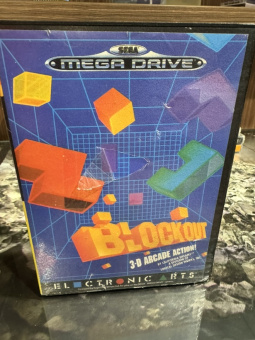 SEGA
MEGA DRIVE
BLOCKOUT
3-D ARCADE ACTION!
ELECTRONIC ARTS